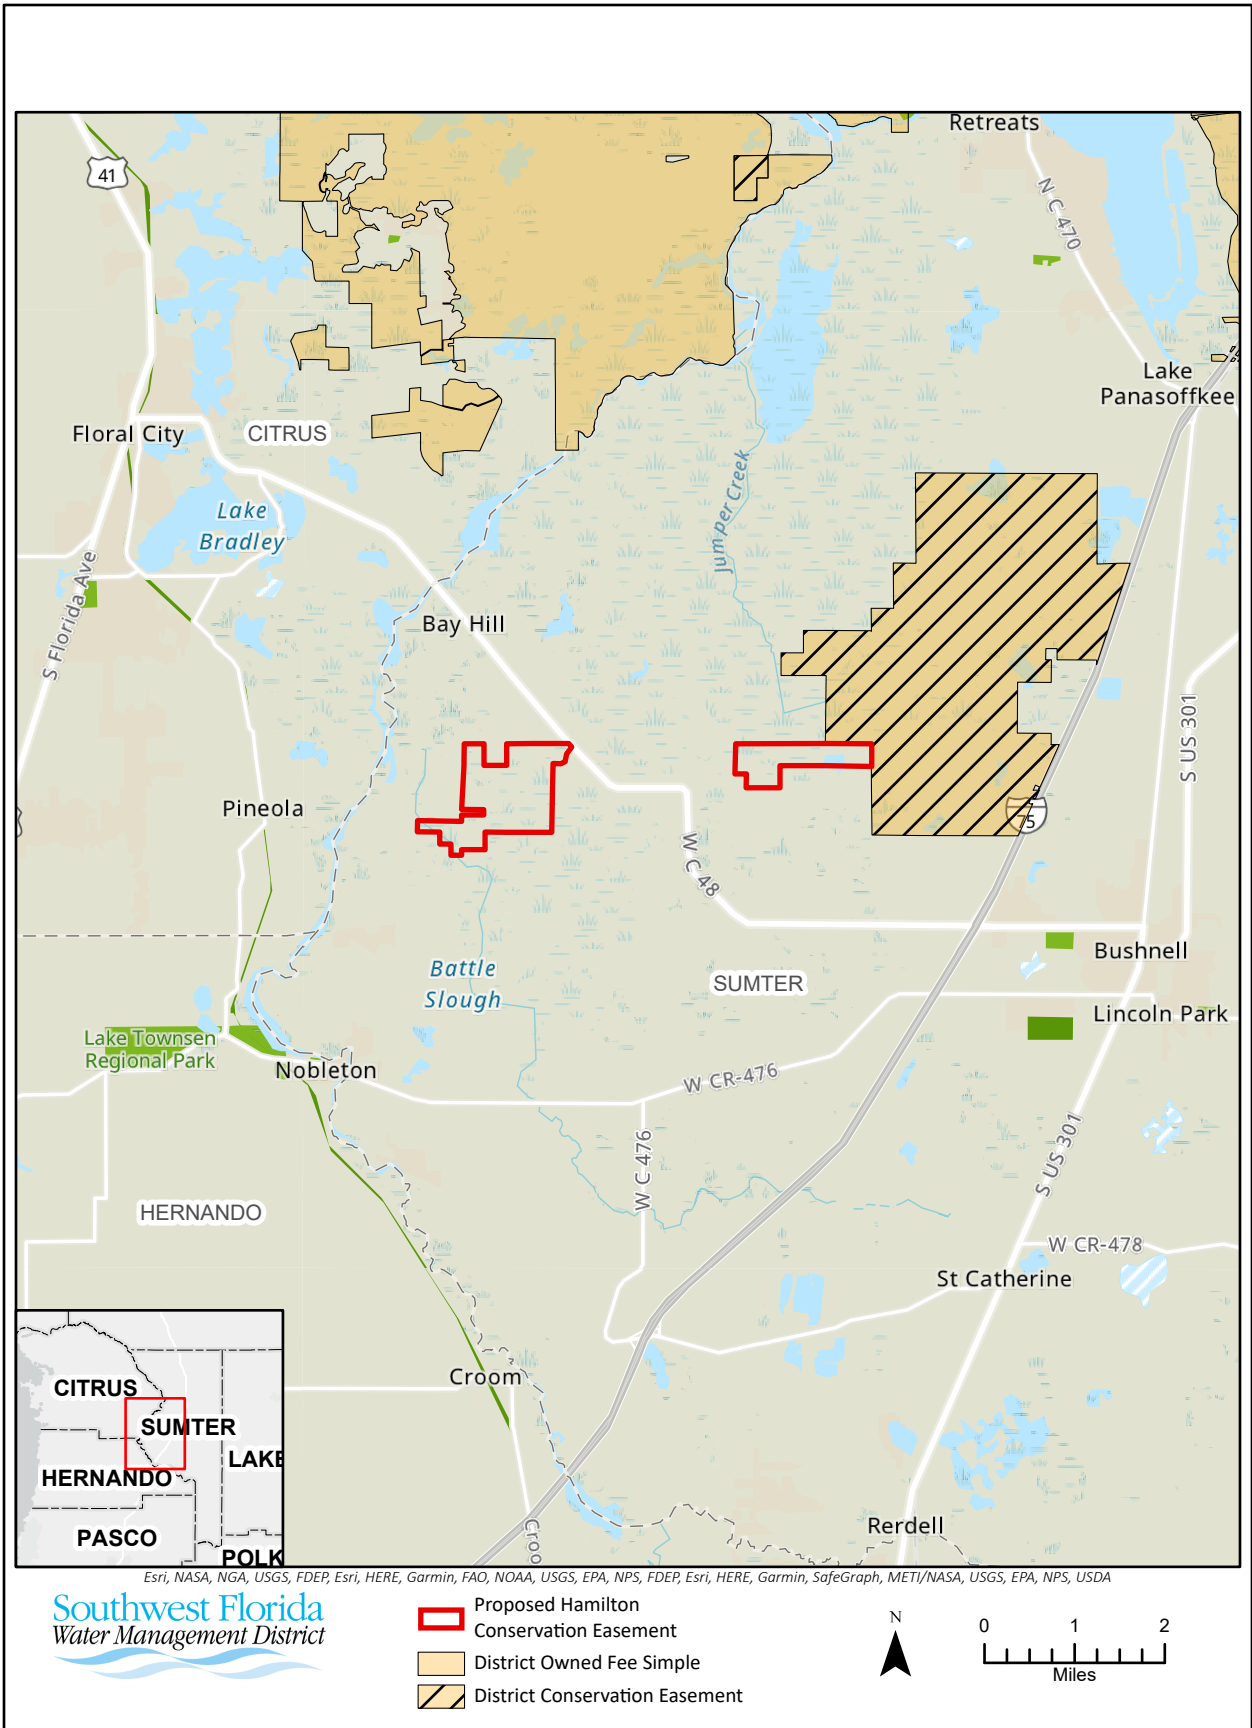 Retreats
41
N C 470
Lake
Panasoffkee
Floral City
CITRUS
Lake
Bradley
Jumper Creek
S Florida Ave
Bay Hill
S US 301
Pineola
75
W C 48
Bushnell
Battle
Slough
SUMTER
Lincoln Park
Lake Townsen
Regional Park
Nobleton
W CR-476
W C 476
S US 301
HERNANDO
W CR-478
St Catherine
Croom
CITRUS
SUMTER
LAKE
HERNANDO
PASCO
POLK
Croo
Rerdell
Esri, NASA, NGA, USGS, FDEP, Esri, HERE, Garmin, FAO, NOAA, USGS, EPA, NPS, FDEP, Esri, HERE, Garmin, SafeGraph, METI/NASA, USGS, EPA, NPS, USDA
Southwest Florida
Water Management District
Proposed Hamilton
Conservation Easement
District Owned Fee Simple
District Conservation Easement
N
0 1 2
Miles